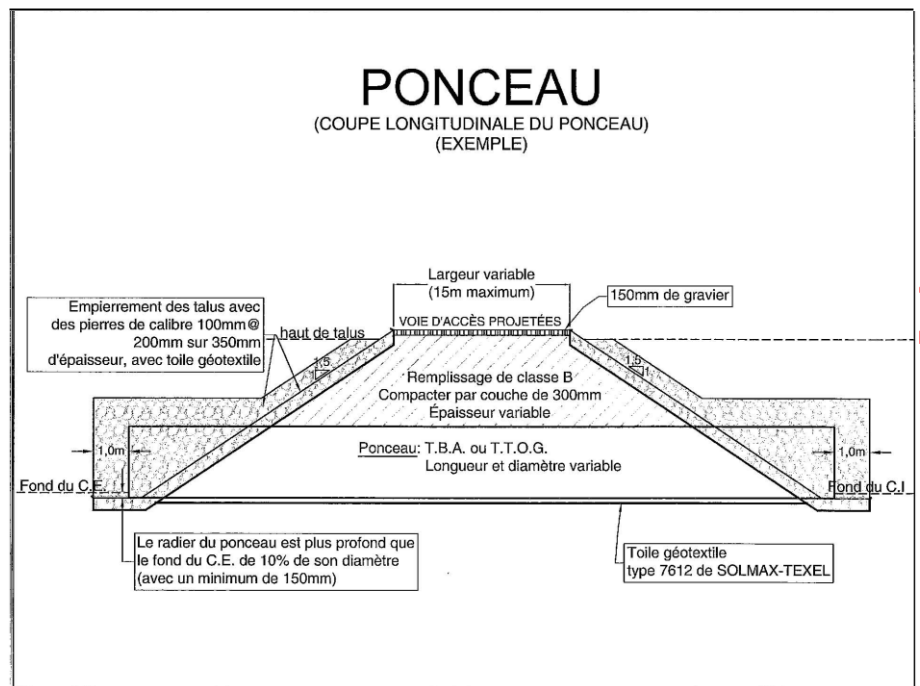 PONCEAU
(COUPE LONGITUDINALE DU PONCEAU)
(EXEMPLE)
Largeur variable
(15m maximum)
150mm de gravier
Empierrement des talus avec
des pierres de calibre 100mm@
200mm sur 350mm
d'épaisseur, avec toile géotextile
haut de talus
VOIE D'ACCÈS PROJETÉES
1,5
1
1,5
1
Remplissage de classe B
Compacter par couche de 300mm
Épaisseur variable
1,0m
Ponceau: T.B.A. ou T.T.O.G.
Longueur et diamètre variable
1,0m
Fond du C.E.
Fond du C.I
Le radier du ponceau est plus profond que
le fond du C.E. de 10% de son diamètre
(avec un minimum de 150mm)
Toile géotextile
type 7612 de SOLMAX-TEXEL